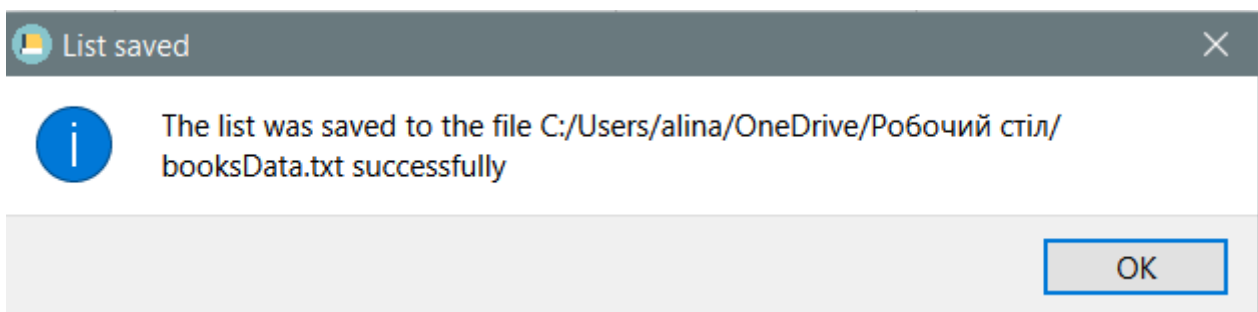 List saved
The list was saved to the file C:/Users/alina/OneDrive/Робочий стіл/
booksData.txt successfully
OK